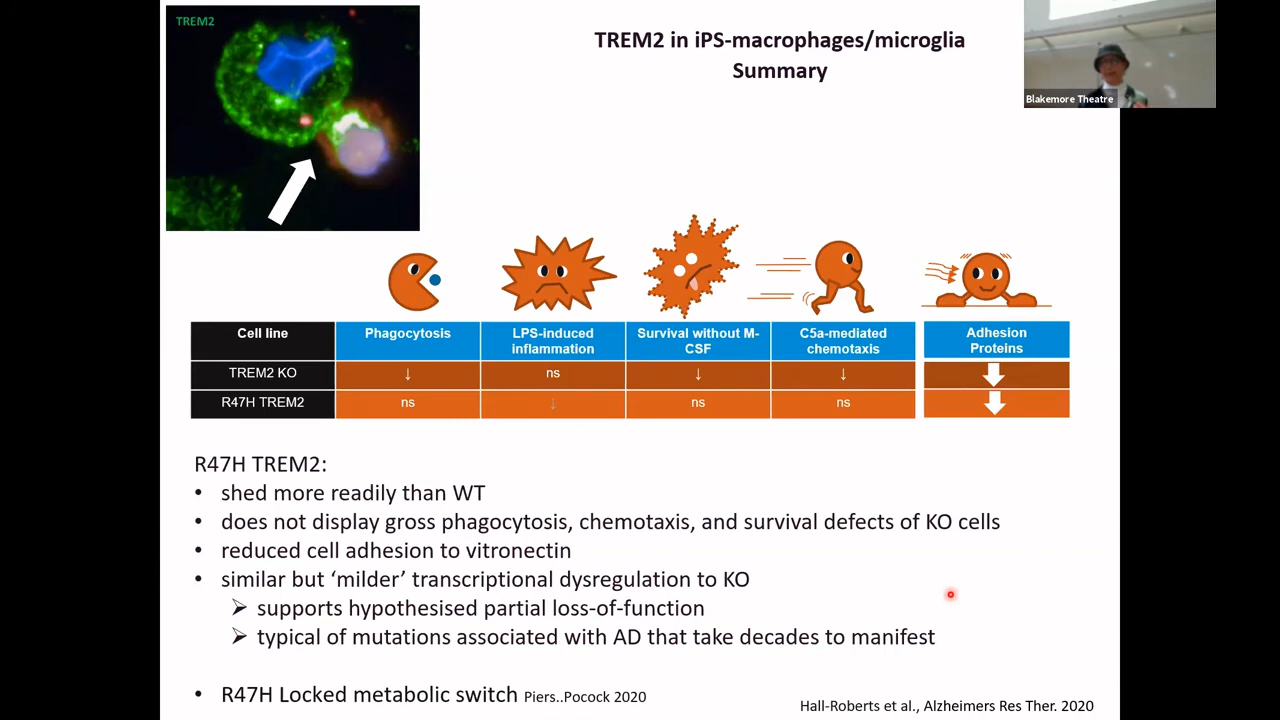 TREM2
TREM2 in iPS-macrophages/microglia
Summary
Blakemore Theatre
Cell line
Phagocytosis
LPS-induced
inflammation
Survival without M-
CSF
C5a-mediated
chemotaxis
Adhesion
Proteins
TREM2 KO
↓
ns
↓
↓
R47H TREM2
ns
↓
ns
ns
R47H TREM2:
• shed more readily than WT
• does not display gross phagocytosis, chemotaxis, and survival defects of KO cells
• reduced cell adhesion to vitronectin
• similar but ‘milder’ transcriptional dysregulation to KO
➢ supports hypothesised partial loss-of-function
➢ typical of mutations associated with AD that take decades to manifest
• R47H Locked metabolic switch Piers..Pocock 2020
Hall-Roberts et al., Alzheimers Res Ther. 2020